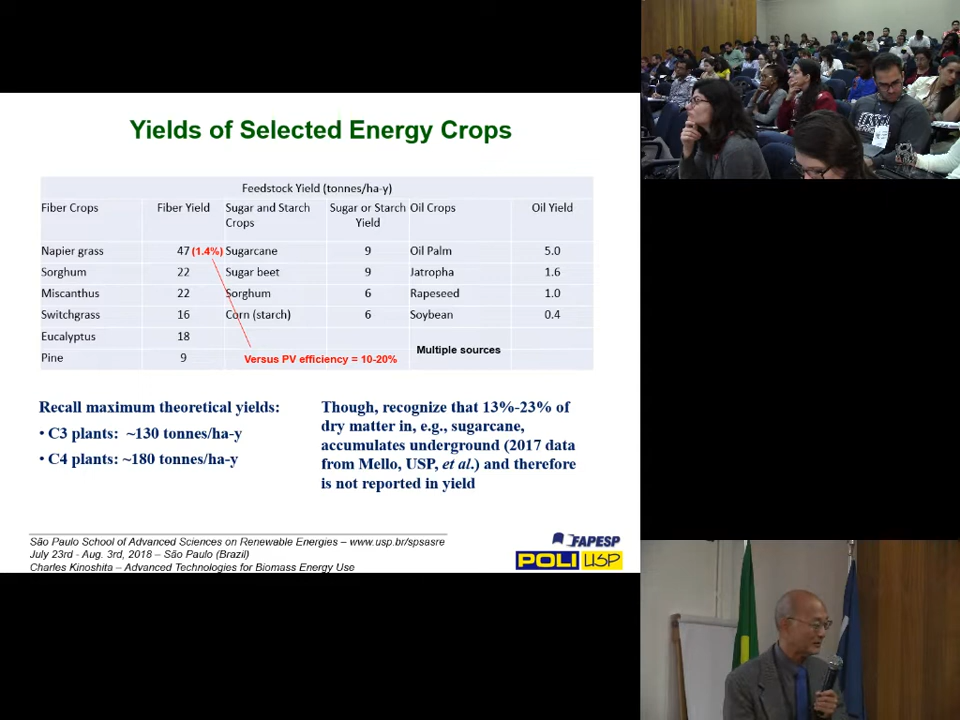 Yields of Selected Energy Crops
Feedstock Yield (tonnes/ha-y)
Fiber Crops Fiber Yield Sugar and Starch Crops Sugar or Starch Yield Oil Crops Oil Yield
Napier grass 47 (1.4%) Sugarcane 9 Oil Palm 5.0
Sorghum 22 Sugar beet 9 Jatropha 1.6
Miscanthus 22 Sorghum 6 Rapeseed 1.0
Switchgrass 16 Corn (starch) 6 Soybean 0.4
Eucalyptus 18
Multiple sources
Pine 9
Versus PV efficiency = 10-20%
Recall maximum theoretical yields:
• C3 plants: ~130 tonnes/ha-y
• C4 plants: ~180 tonnes/ha-y
Though, recognize that 13%-23% of
dry matter in, e.g., sugarcane,
accumulates underground (2017 data
from Mello, USP, et al.) and therefore
is not reported in yield
São Paulo School of Advanced Sciences on Renewable Energies – www.usp.br/spsasre
July 23rd - Aug. 3rd, 2018 – São Paulo (Brazil)
Charles Kinoshita – Advanced Technologies for Biomass Energy Use
FAPESP
POLI USP